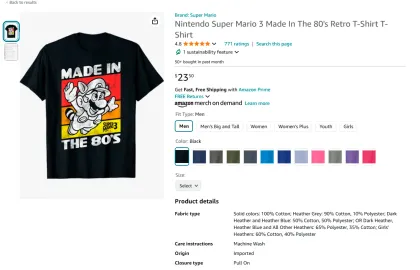 ‹ Back to results
MADE IN
SUPER MARIO BROS. 3
THE 80'S
Brand: Super Mario
Nintendo Super Mario 3 Made In The 80's Retro T-Shirt T-
Shirt
4.8 771 ratings | Search this page
1 sustainability feature
50+ bought in past month
$23⁵⁰
Get Fast, Free Shipping with Amazon Prime
FREE Returns
amazon merch on demand Learn more
Fit Type: Men
Men Men's Big and Tall Women Women's Plus Youth Girls
Color: Black
Size:
Select
Product details
Fabric type Solid colors: 100% Cotton; Heather Grey: 90% Cotton, 10% Polyester; Dark
Heather and Heather Blue: 50% Cotton, 50% Polyester; OR Dark Heather,
Heather Blue and All Other Heathers: 65% Polyester, 35% Cotton; Girls'
Heathers: 60% Cotton, 40% Polyester
Care instructions Machine Wash
Origin Imported
Closure type Pull On